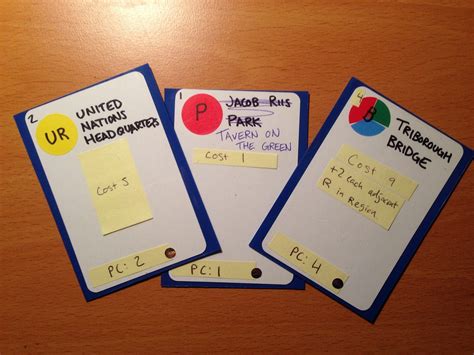 2
UR
UNITED
NATIONS
HEADQUARTERS
Cost 5
PC: 2
1
P
JACOB RIIS
PARK
TAVERN ON
THE GREEN
Cost 1
PC: 1
4
B
TRIBOROUGH
BRIDGE
Cost 9
+2 each adjacent
R in Region
PC: 4